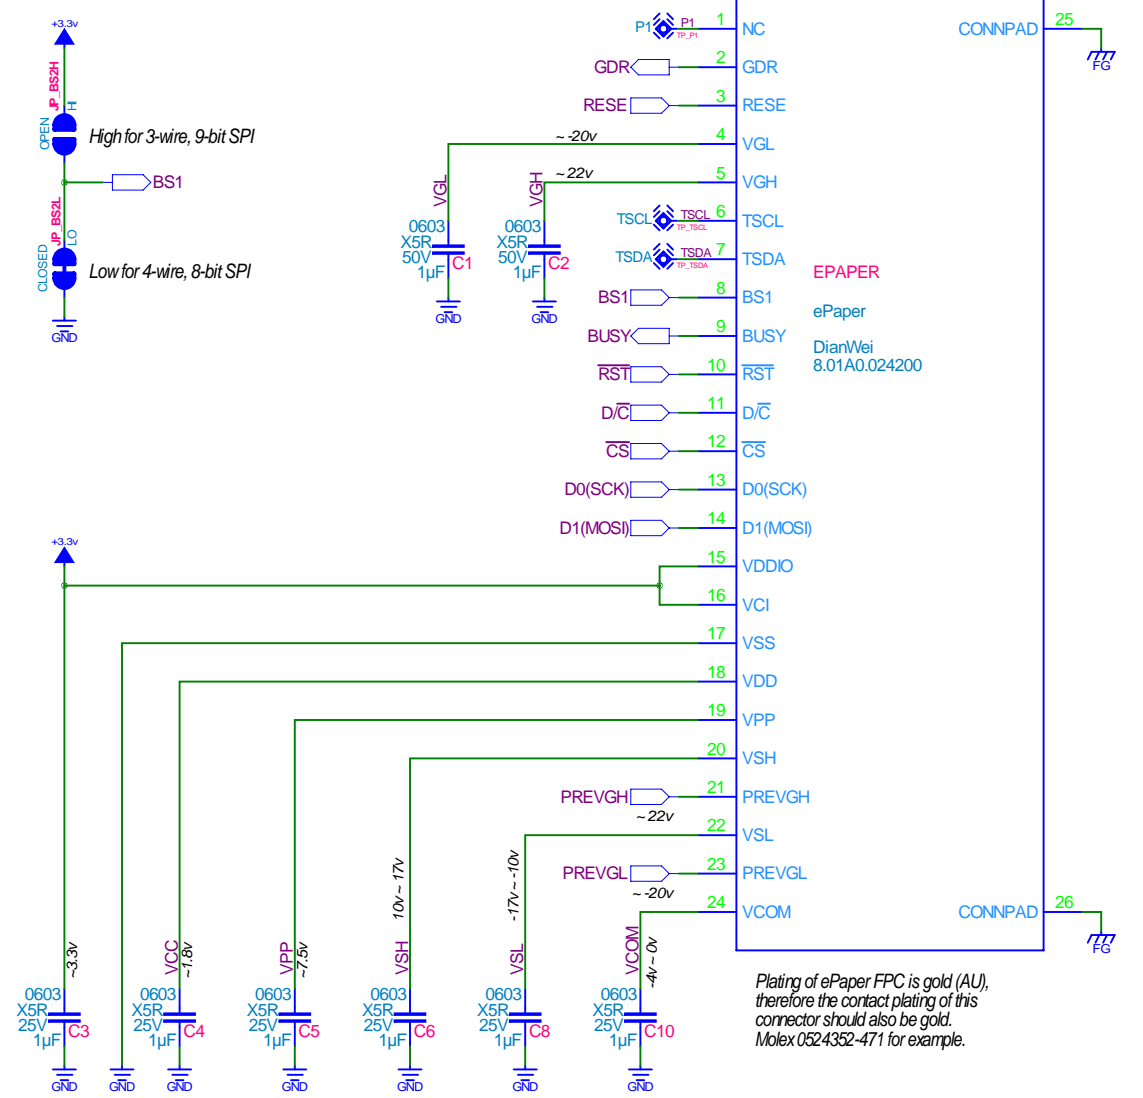 +3.3v
JP_BS2H
HI
OPEN
High for 3-wire, 9-bit SPI
BS1
JP_BS2L
LO
CLOSED
Low for 4-wire, 8-bit SPI
GND
P1 P1 1 NC
TP_P1
GDR 2 GDR
RESE 3 RESE
~ -20v 4 VGL
~ 22v 5 VGH
VGL
VGH
0603
X5R
50V
1µF C1
GND
0603
X5R
50V
1µF C2
GND
TSCL TSCL 6 TSCL
TP_TSCL
TSDA TSDA 7 TSDA
TP_TSDA
BS1 8 BS1
BUSY 9 BUSY
RST 10 RST
D/C 11 D/C
CS 12 CS
D0(SCK) 13 D0(SCK)
D1(MOSI) 14 D1(MOSI)
15 VDDIO
16 VCI
17 VSS
18 VDD
19 VPP
20 VSH
PREVGH 21 PREVGH
~ 22v
22 VSL
PREVGL 23 PREVGL
~ -20v
24 VCOM
EPAPER
ePaper
DianWei
8.01A0.024200
CONNPAD 25
FG
CONNPAD 26
FG
+3.3v
~3.3v
0603
X5R
25V
1µF C3
GND
GND
VCC
~1.8v
0603
X5R
25V
1µF C4
GND
VPP
~7.5v
0603
X5R
25V
1µF C5
GND
10v ~ 17v
VSH
0603
X5R
25V
1µF C6
GND
-17v ~ -10v
VSL
0603
X5R
25V
1µF C8
GND
VCOM
-4v ~ 0v
0603
X5R
25V
1µF C10
GND
Plating of ePaper FPC is gold (AU),
therefore the contact plating of this
connector should also be gold.
Molex 0524352-471 for example.